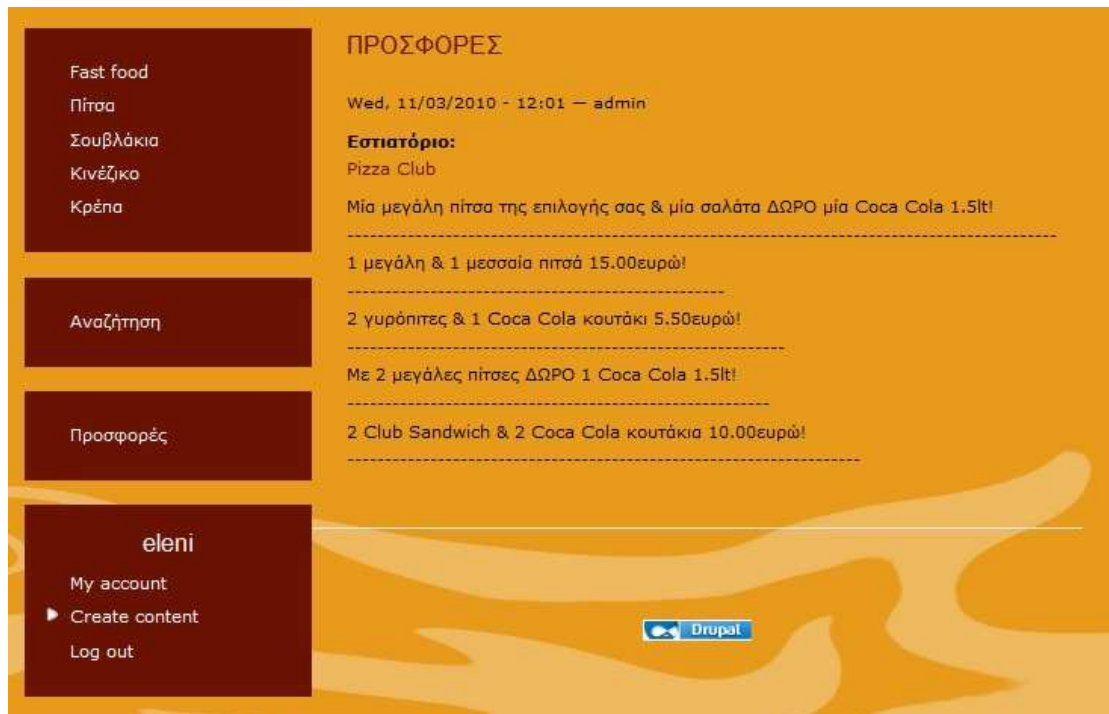 Fast food
Πίτσα
Σουβλάκια
Κινέζικο
Κρέπα
Αναζήτηση
Προσφορές
eleni
My account
Create content
Log out
ΠΡΟΣΦΟΡΕΣ
Wed, 11/03/2010 - 12:01 — admin
Εστιατόριο:
Pizza Club
Μία μεγάλη πίτσα της επιλογής σας & μία σαλάτα ΔΩΡΟ μία Coca Cola 1.5lt!
----------------------------------------------------------------------------------------------
1 μεγάλη & 1 μεσσαία πιτσά 15.00ευρώ!
--------------------------------------------------
2 γυρόπιτες & 1 Coca Cola κουτάκι 5.50ευρώ!
----------------------------------------------------------
Με 2 μεγάλες πίτσες ΔΩΡΟ 1 Coca Cola 1.5lt!
--------------------------------------------------------
2 Club Sandwich & 2 Coca Cola κουτάκια 10.00ευρώ!
--------------------------------------------------------------------
Drupal